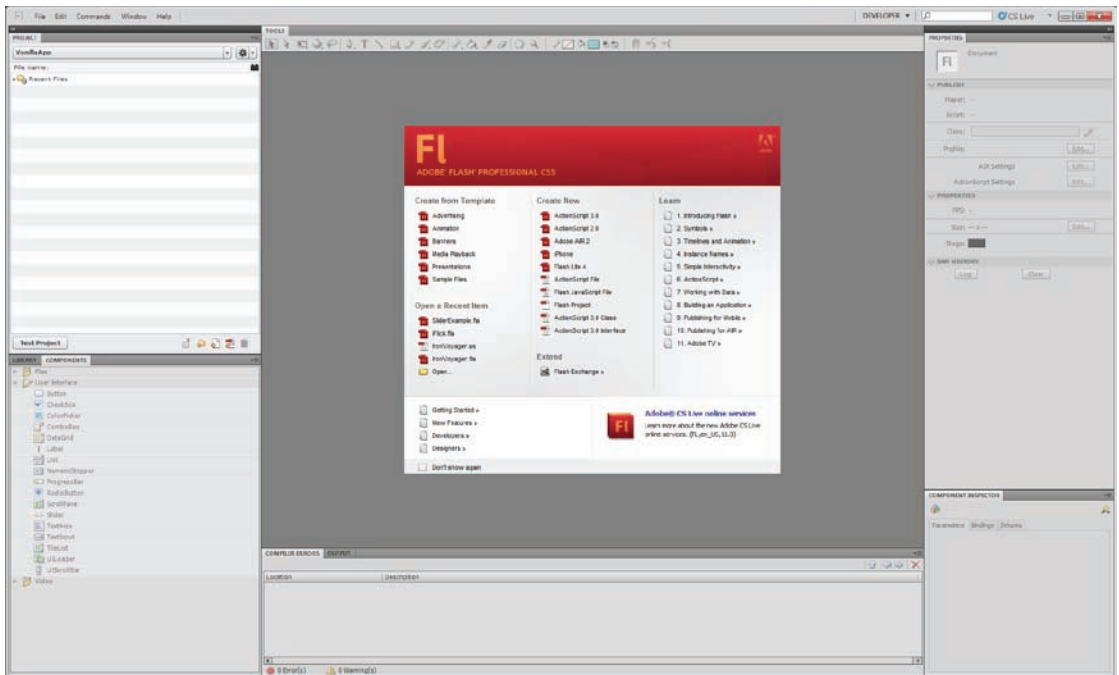 Fl File Edit Commands Window Help
DEVELOPER
CS Live
PROJECT
VanillaApp
File name:
Recent Files
Test Project
LIBRARY COMPONENTS
Flex
User Interface
Button
CheckBox
ColorPicker
ComboBox
DataGrid
Label
List
NumericStepper
ProgressBar
RadioButton
ScrollPane
Slider
TextArea
TextInput
TileList
UILoader
UIScrollBar
Video
TOOLS
Fl
ADOBE® FLASH® PROFESSIONAL CS5
Create from Template
Advertising
Animation
Banners
Media Playback
Presentations
Sample Files
Open a Recent Item
SliderExample.fla
iFlick.fla
IronVoyager.as
IronVoyager.fla
Open...
Create New
ActionScript 3.0
ActionScript 2.0
Adobe AIR 2
iPhone
Flash Lite 4
ActionScript File
Flash JavaScript File
Flash Project
ActionScript 3.0 Class
ActionScript 3.0 Interface
Extend
Flash Exchange »
Learn
1. Introducing Flash »
2. Symbols »
3. Timelines and Animation »
4. Instance Names »
5. Simple Interactivity »
6. ActionScript »
7. Working with Data »
8. Building an Application »
9. Publishing for Mobile »
10. Publishing for AIR »
11. Adobe TV »
Getting Started »
New Features »
Developers »
Designers »
Don't show again
Fl
Adobe® CS Live online services
Learn more about the new Adobe CS Live
online services. (FL_en_US,11.0)
COMPILER ERRORS OUTPUT
Location Description
0 Error(s) 0 Warning(s)
PROPERTIES
Fl Document
PUBLISH
Player: --
Script: --
Class:
Profile: Edit...
AIR Settings Edit...
ActionScript Settings Edit...
PROPERTIES
FPS: -
Size: -- x -- Edit...
Stage:
SWF HISTORY
Log Clear
COMPONENT INSPECTOR
Parameters Bindings Schema